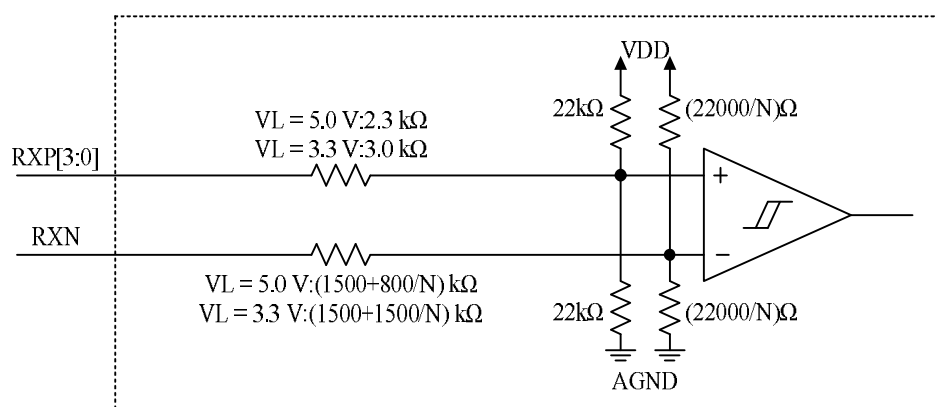 VDD
22kΩ
(22000/N)Ω
VL = 5.0 V:2.3 kΩ
VL = 3.3 V:3.0 kΩ
RXP[3:0]
+
RXN
−
VL = 5.0 V:(1500+800/N) kΩ
VL = 3.3 V:(1500+1500/N) kΩ
22kΩ
(22000/N)Ω
AGND